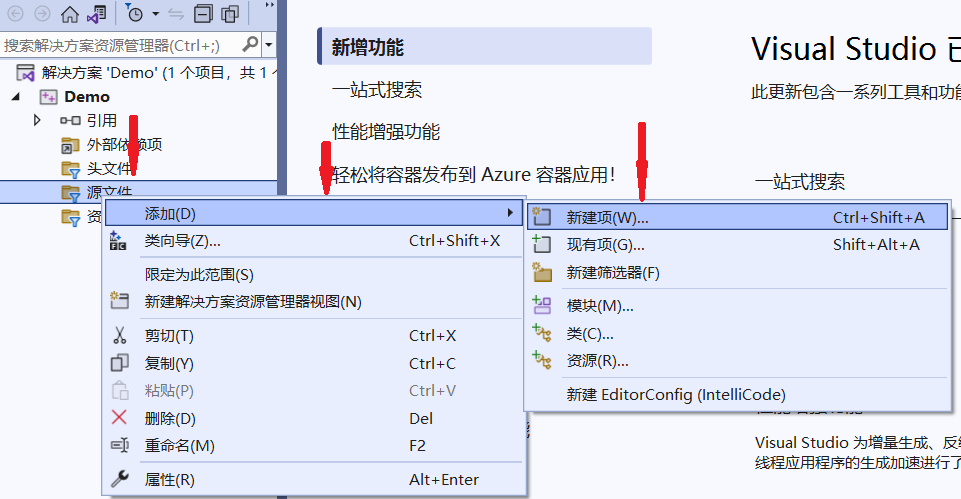 搜索解决方案资源管理器(Ctrl+;)
解决方案 'Demo' (1 个项目，共 1
Demo
引用
外部依赖项
头文件
源文件
添加(D)
类向导(Z)... Ctrl+Shift+X
限定为此范围(S)
新建解决方案资源管理器视图(N)
剪切(T) Ctrl+X
复制(Y) Ctrl+C
粘贴(P) Ctrl+V
删除(D) Del
重命名(M) F2
属性(R) Alt+Enter
新建项(W)... Ctrl+Shift+A
现有项(G)... Shift+Alt+A
新建筛选器(F)
模块(M)...
类(C)...
资源(R)...
新建 EditorConfig (IntelliCode)
新增功能
一站式搜索
性能增强功能
轻松将容器发布到 Azure 容器应用！
Visual Studio 已
此更新包含一系列工具和功能
一站式搜索
Visual Studio 为增量生成、反
线程应用程序的生成加速进行了